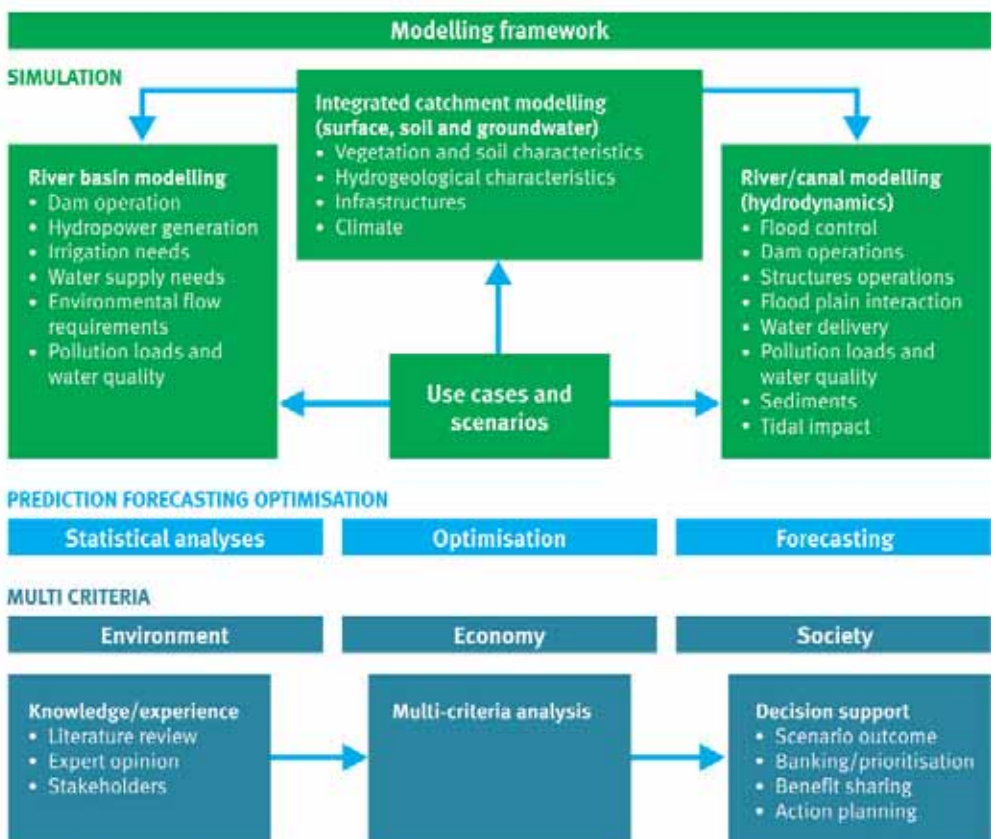 Modelling framework
SIMULATION
Integrated catchment modelling
(surface, soil and groundwater)
• Vegetation and soil characteristics
• Hydrogeological characteristics
• Infrastructures
• Climate
River basin modelling
• Dam operation
• Hydropower generation
• Irrigation needs
• Water supply needs
• Environmental flow
requirements
• Pollution loads and
water quality
River/canal modelling
(hydrodynamics)
• Flood control
• Dam operations
• Structures operations
• Flood plain interaction
• Water delivery
• Pollution loads and
water quality
• Sediments
• Tidal impact
Use cases and
scenarios
PREDICTION FORECASTING OPTIMISATION
Statistical analyses
Optimisation
Forecasting
MULTI CRITERIA
Environment
Economy
Society
Knowledge/experience
• Literature review
• Expert opinion
• Stakeholders
Multi-criteria analysis
Decision support
• Scenario outcome
• Banking/prioritisation
• Benefit sharing
• Action planning